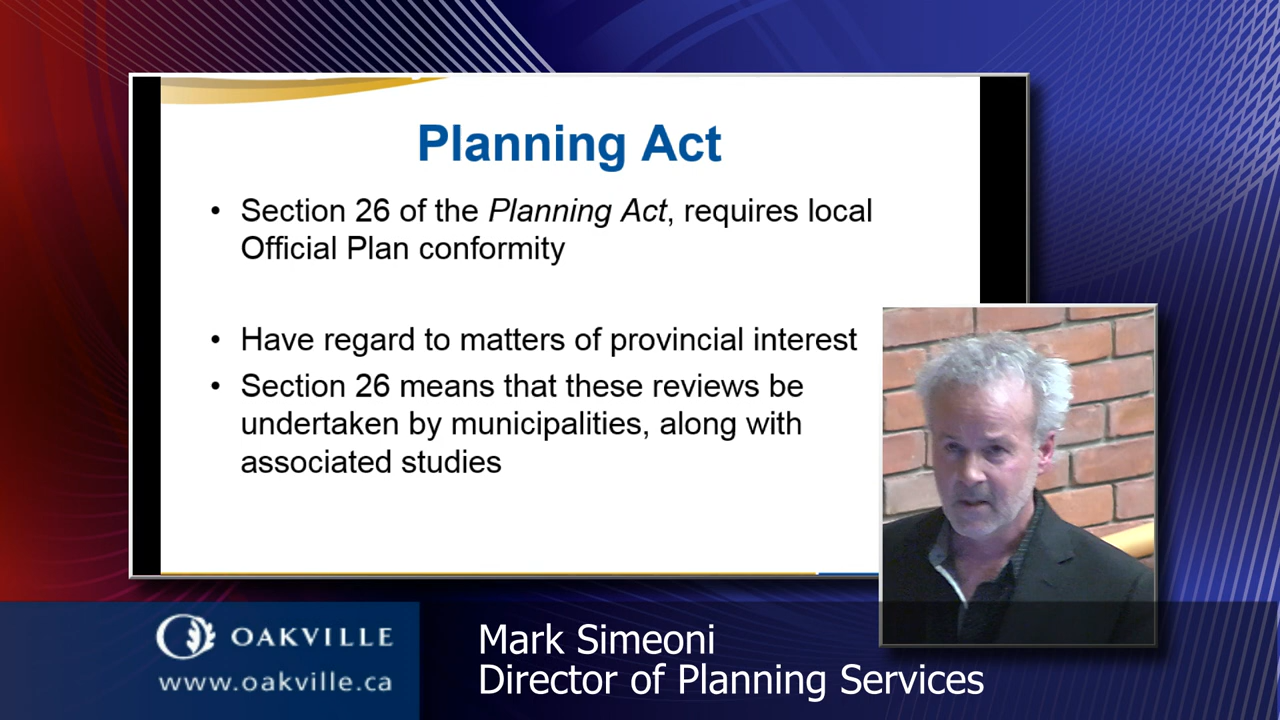 Planning Act
• Section 26 of the Planning Act, requires local
Official Plan conformity
• Have regard to matters of provincial interest
• Section 26 means that these reviews be
undertaken by municipalities, along with
associated studies
OAKVILLE
www.oakville.ca
Mark Simeoni
Director of Planning Services